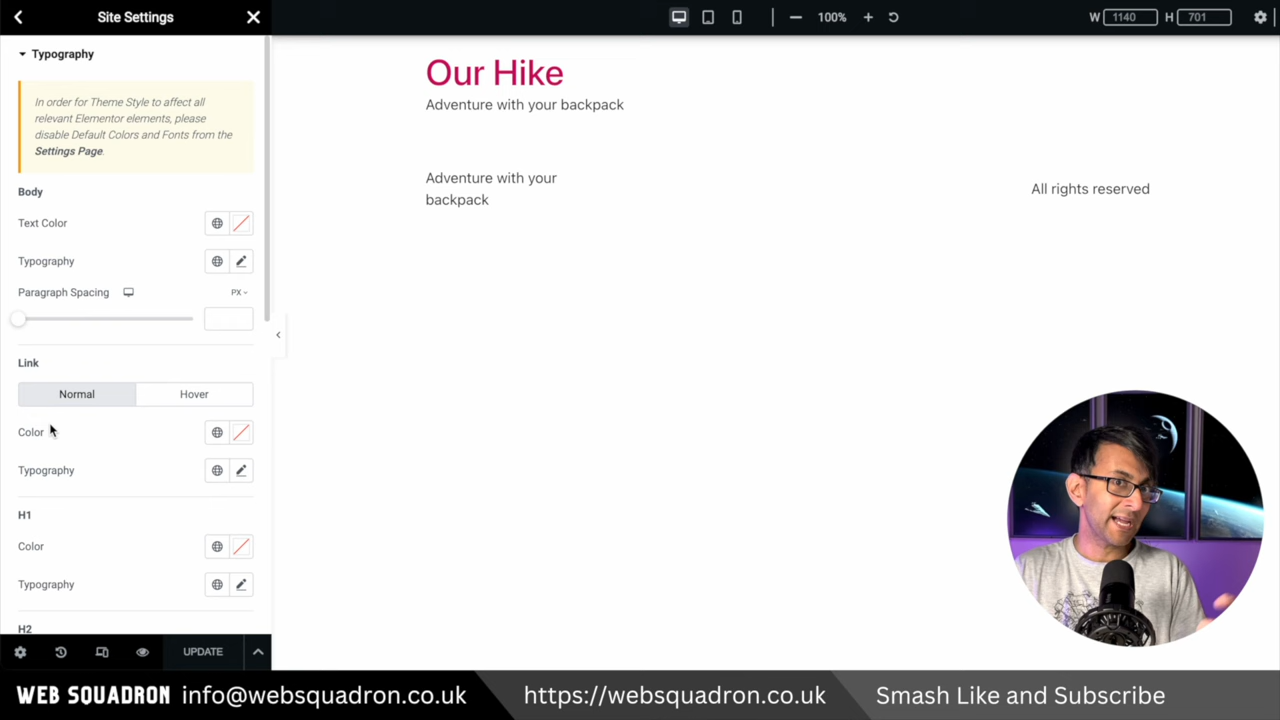 Site Settings
100%
W 1140 H 701
Typography
In order for Theme Style to affect all
relevant Elementor elements, please
disable Default Colors and Fonts from the
Settings Page.
Body
Text Color
Typography
Paragraph Spacing PX
Link
Normal Hover
Color
Typography
H1
Color
Typography
H2
UPDATE
Our Hike
Adventure with your backpack
Adventure with your
backpack
All rights reserved
WEB SQUADRON info@websquadron.co.uk https://websquadron.co.uk Smash Like and Subscribe